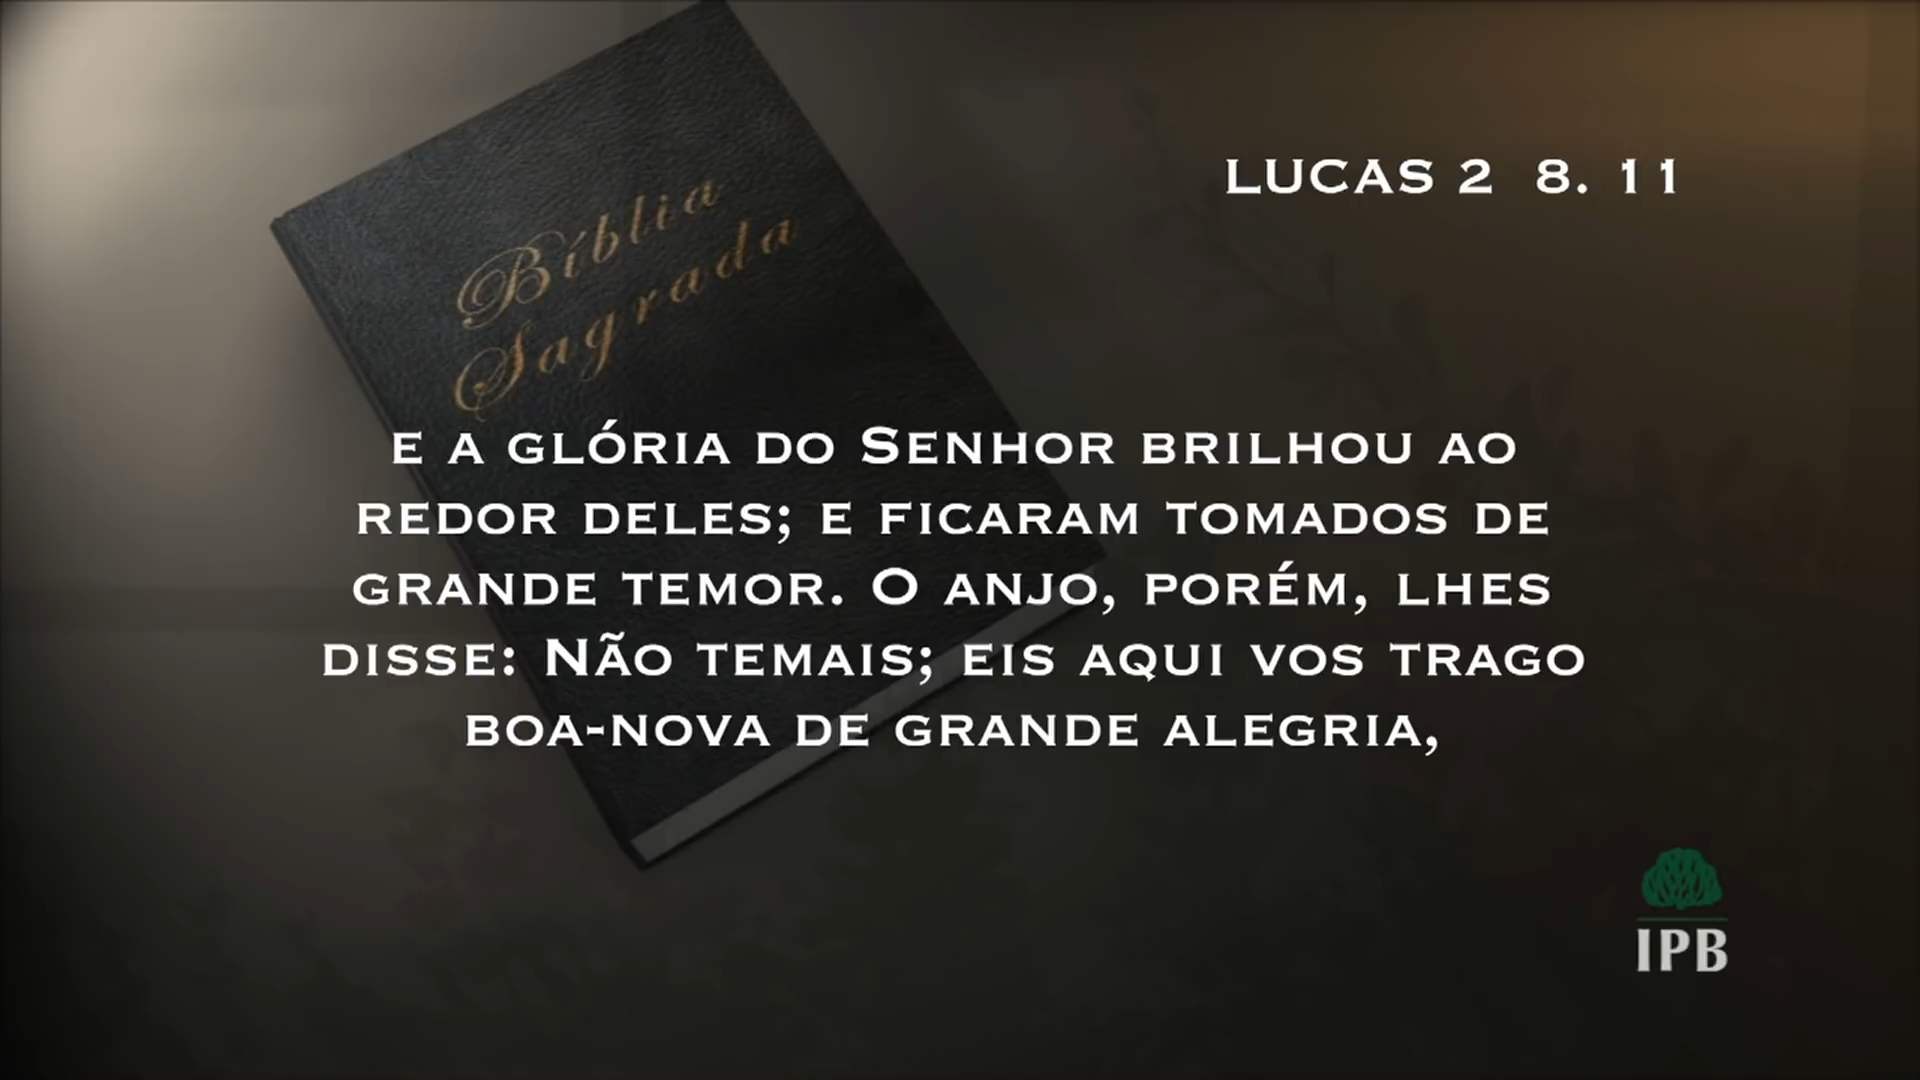 Bíblia
Sagrada
LUCAS 2 8. 11
E A GLÓRIA DO SENHOR BRILHOU AO
REDOR DELES; E FICARAM TOMADOS DE
GRANDE TEMOR. O ANJO, PORÉM, LHES
DISSE: NÃO TEMAIS; EIS AQUI VOS TRAGO
BOA-NOVA DE GRANDE ALEGRIA,
IPB